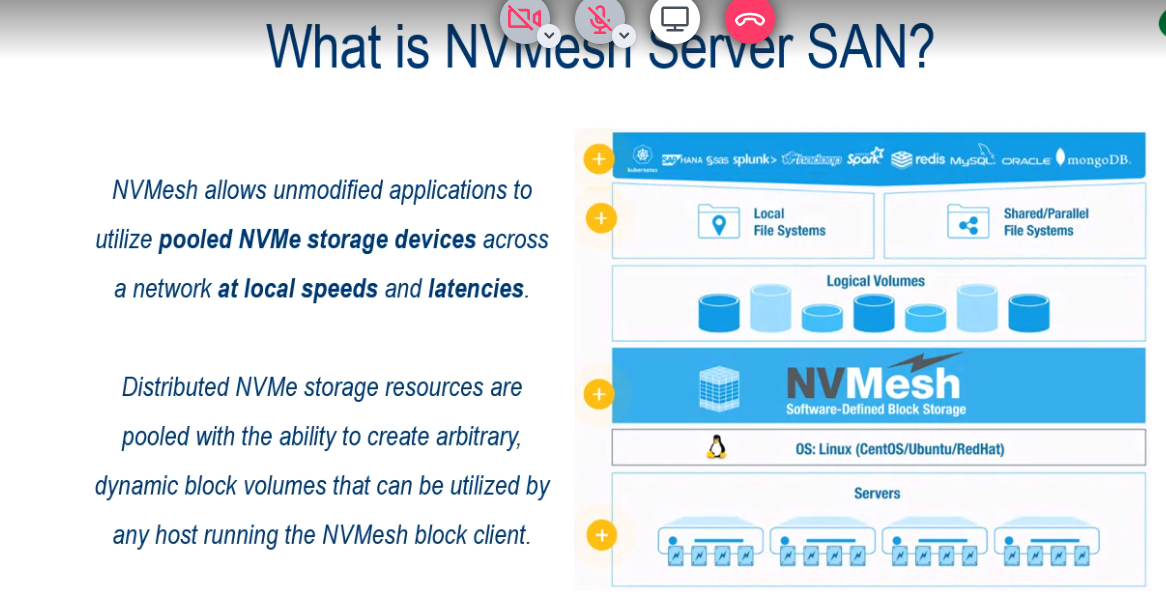 What is NVMesh Server SAN?
NVMesh allows unmodified applications to
utilize pooled NVMe storage devices across
a network at local speeds and latencies.
Distributed NVMe storage resources are
pooled with the ability to create arbitrary,
dynamic block volumes that can be utilized by
any host running the NVMesh block client.
kubernetes SAP HANA sas splunk> hadoop Spark redis MySQL ORACLE mongoDB.
Local
File Systems
Shared/Parallel
File Systems
Logical Volumes
NVMesh
Software-Defined Block Storage
OS: Linux (CentOS/Ubuntu/RedHat)
Servers